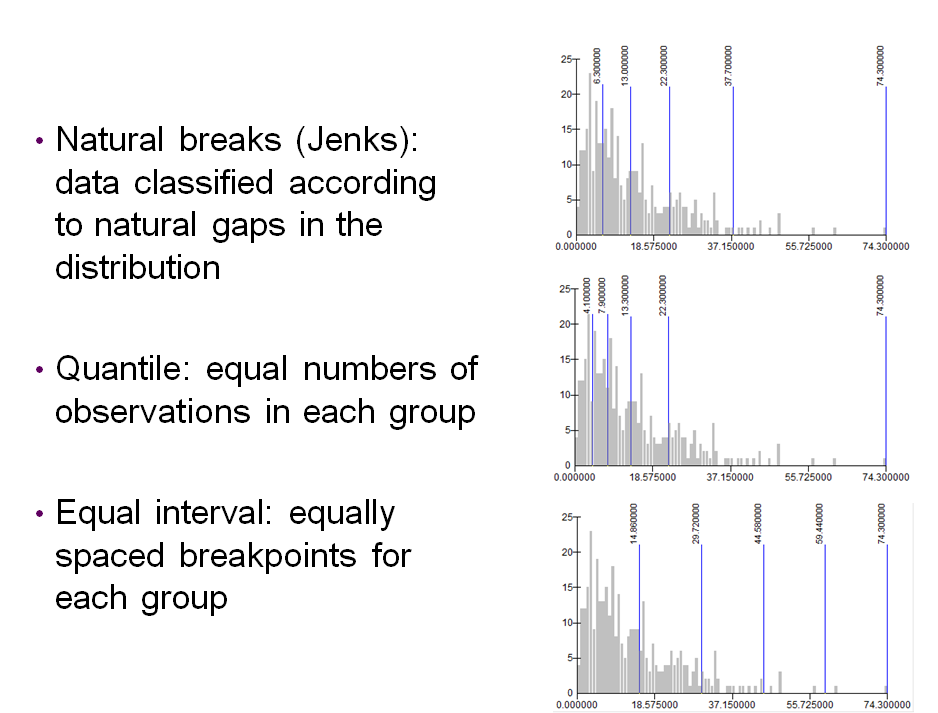 • Natural breaks (Jenks):
data classified according
to natural gaps in the
distribution
• Quantile: equal numbers of
observations in each group
• Equal interval: equally
spaced breakpoints for
each group
6.300000 13.000000 22.300000 37.700000 74.300000
25
20
15
10
5
0
0.000000 18.575000 37.150000 55.725000 74.300000
4.100000 7.900000 13.300000 22.300000 74.300000
25
20
15
10
5
0
0.000000 18.575000 37.150000 55.725000 74.300000
14.860000 29.720000 44.580000 59.440000 74.300000
25
20
15
10
5
0
0.000000 18.575000 37.150000 55.725000 74.300000